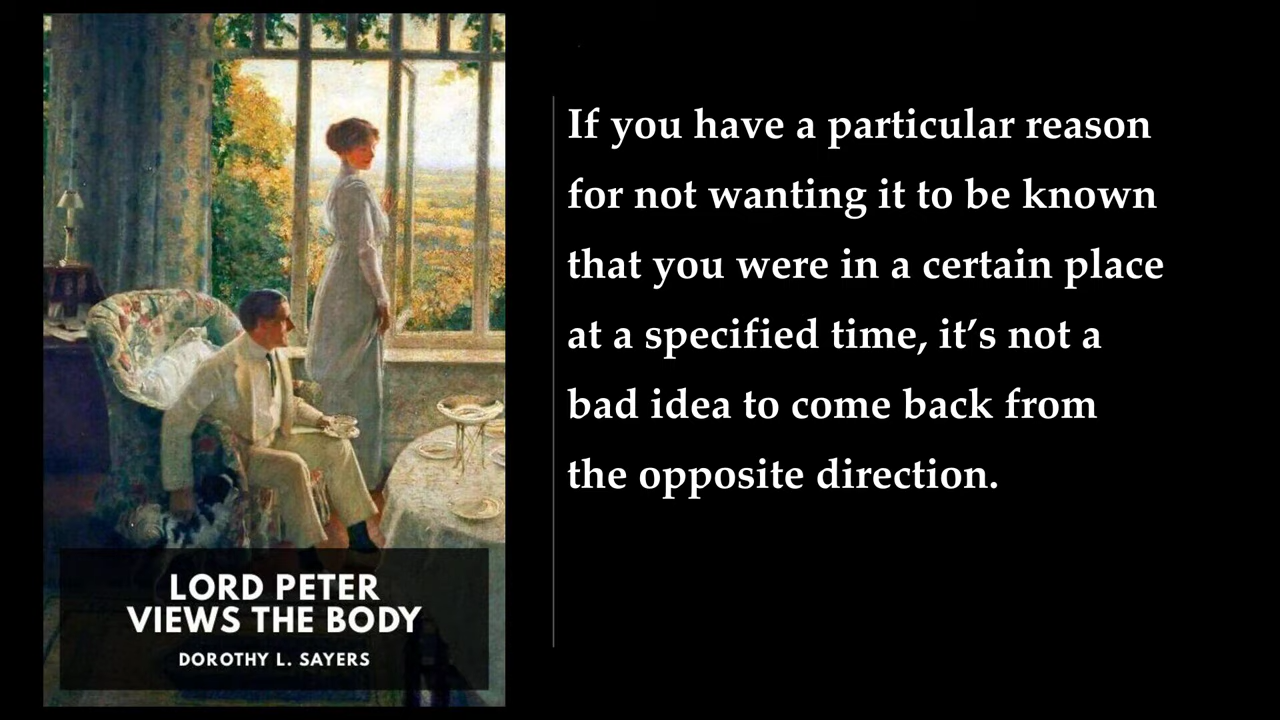 If you have a particular reason
for not wanting it to be known
that you were in a certain place
at a specified time, it’s not a
bad idea to come back from
the opposite direction.
LORD PETER
VIEWS THE BODY
DOROTHY L. SAYERS